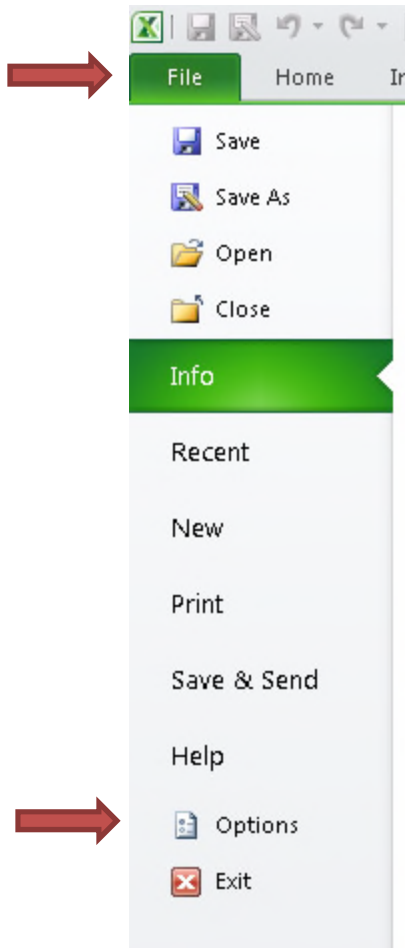 File Home
Save
Save As
Open
Close
Info
Recent
New
Print
Save & Send
Help
Options
Exit